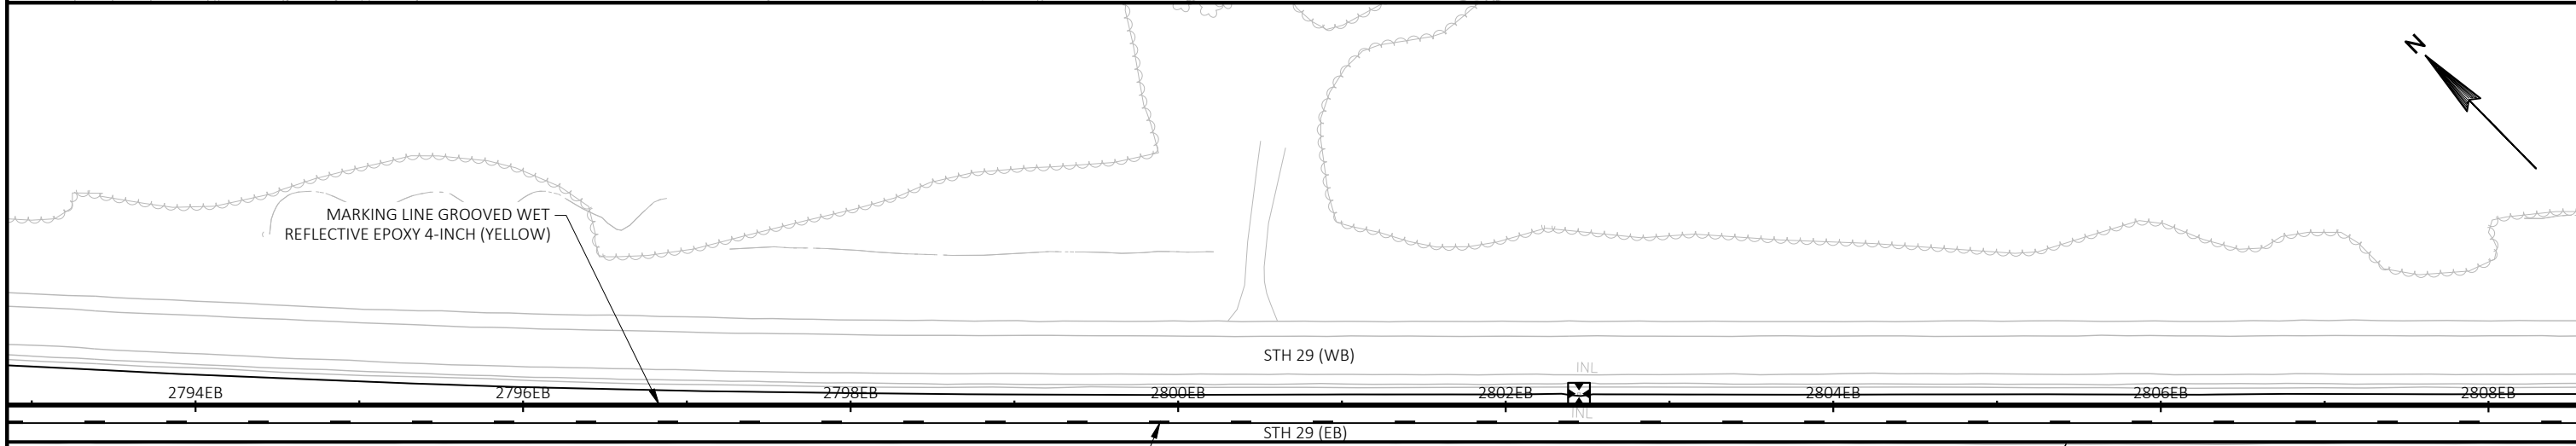 N
MARKING LINE GROOVED WET
REFLECTIVE EPOXY 4-INCH (YELLOW)
STH 29 (WB)
INL
2794EB
2796EB
2798EB
2800EB
2802EB
2804EB
2806EB
2808EB
INL
STH 29 (EB)